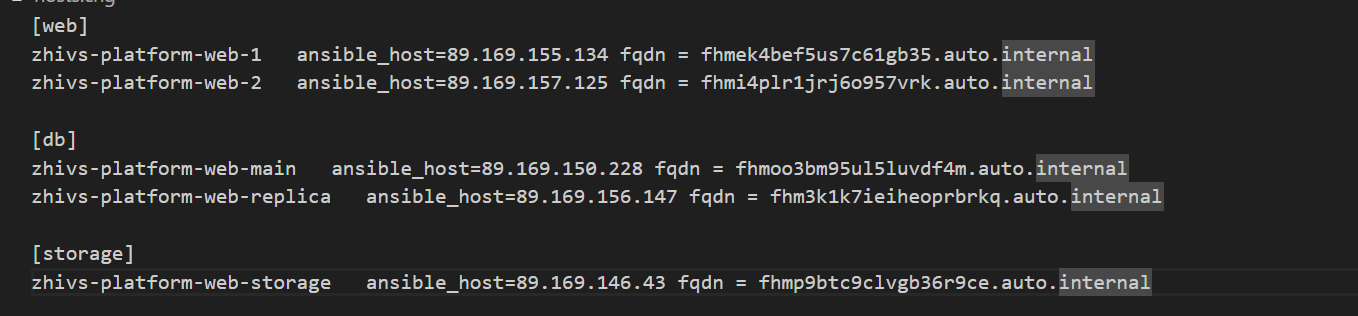 [web]
zhivs-platform-web-1   ansible_host=89.169.155.134 fqdn = fhmek4bef5us7c61gb35.auto.internal
zhivs-platform-web-2   ansible_host=89.169.157.125 fqdn = fhmi4plr1jrj6o957vrk.auto.internal
[db]
zhivs-platform-web-main   ansible_host=89.169.150.228 fqdn = fhmoo3bm95ul5luvdf4m.auto.internal
zhivs-platform-web-replica   ansible_host=89.169.156.147 fqdn = fhm3k1k7ieiheoprbrkq.auto.internal
[storage]
zhivs-platform-web-storage   ansible_host=89.169.146.43 fqdn = fhmp9btc9clvgb36r9ce.auto.internal